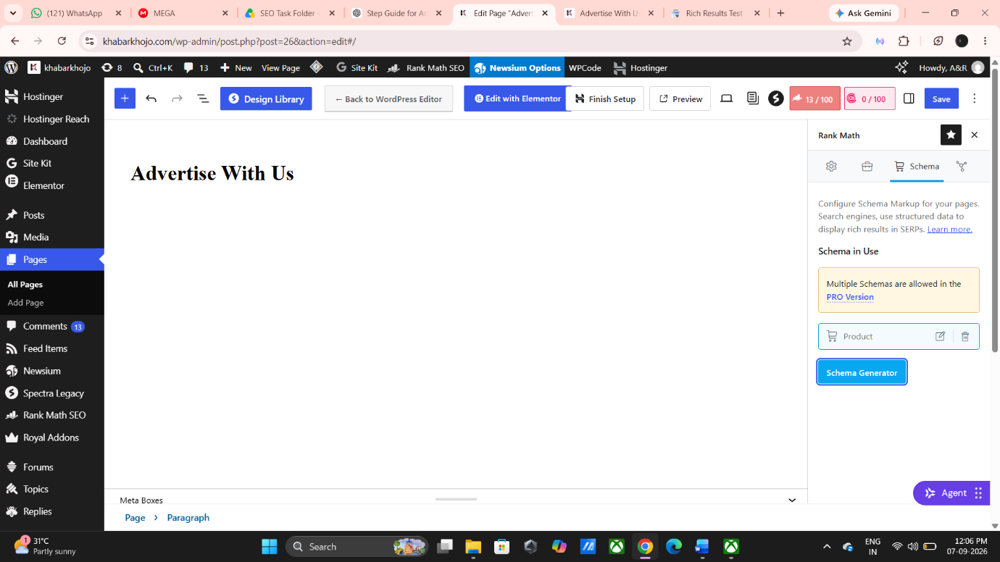 (121) WhatsApp
MEGA
SEO Task Folder -
Step Guide for An
Edit Page "Advert
Advertise With Us
Rich Results Test
Ask Gemini
khabarkhojo.com/wp-admin/post.php?post=26&action=edit#/
khabarkhojo
8
Ctrl+K
13
New
View Page
Site Kit
Rank Math SEO
Newsium Options
WPCode
Hostinger
Howdy, A&R
Hostinger
Hostinger Reach
Dashboard
Site Kit
Elementor
Posts
Media
Pages
All Pages
Add Page
Comments 13
Feed Items
Newsium
Spectra Legacy
Rank Math SEO
Royal Addons
Forums
Topics
Replies
Design Library
← Back to WordPress Editor
Edit with Elementor
Finish Setup
Preview
13 / 100
0 / 100
Save
Advertise With Us
Meta Boxes
Page
Paragraph
Rank Math
Schema
Configure Schema Markup for your pages.
Search engines, use structured data to
display rich results in SERPs. Learn more.
Schema in Use
Multiple Schemas are allowed in the
PRO Version
Product
Schema Generator
Agent
1
31°C
Partly sunny
Search
ENG
IN
12:06 PM
07-09-2026